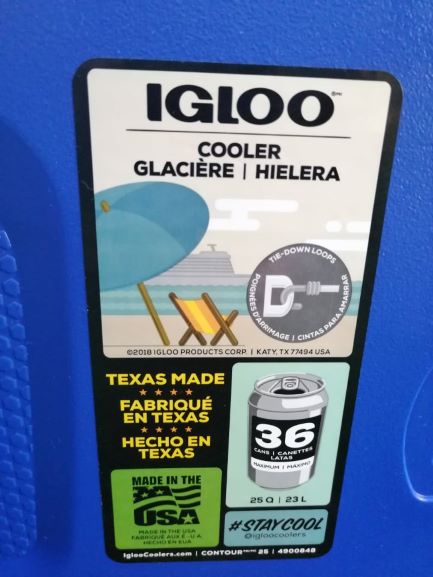 IGLOO
COOLER
GLACIÈRE | HIELERA
TIE-DOWN LOOPS
POIGNÉES D'ARRIMAGE | CINTAS PARA AMARRAR
©2018 IGLOO PRODUCTS CORP. | KATY, TX 77494 USA
TEXAS MADE
FABRIQUÉ
EN TEXAS
HECHO EN
TEXAS
36
CANS | CANETTES
LATAS
MAXIMUM | MÁXIMO
25 Q | 23 L
MADE IN THE
USA
MADE IN THE USA
FABRIQUÉ AUX É.-U.A.
HECHO EN EUA
#STAYCOOL
@igloocoolers
IglooCoolers.com | CONTOUR 25 | 4900848